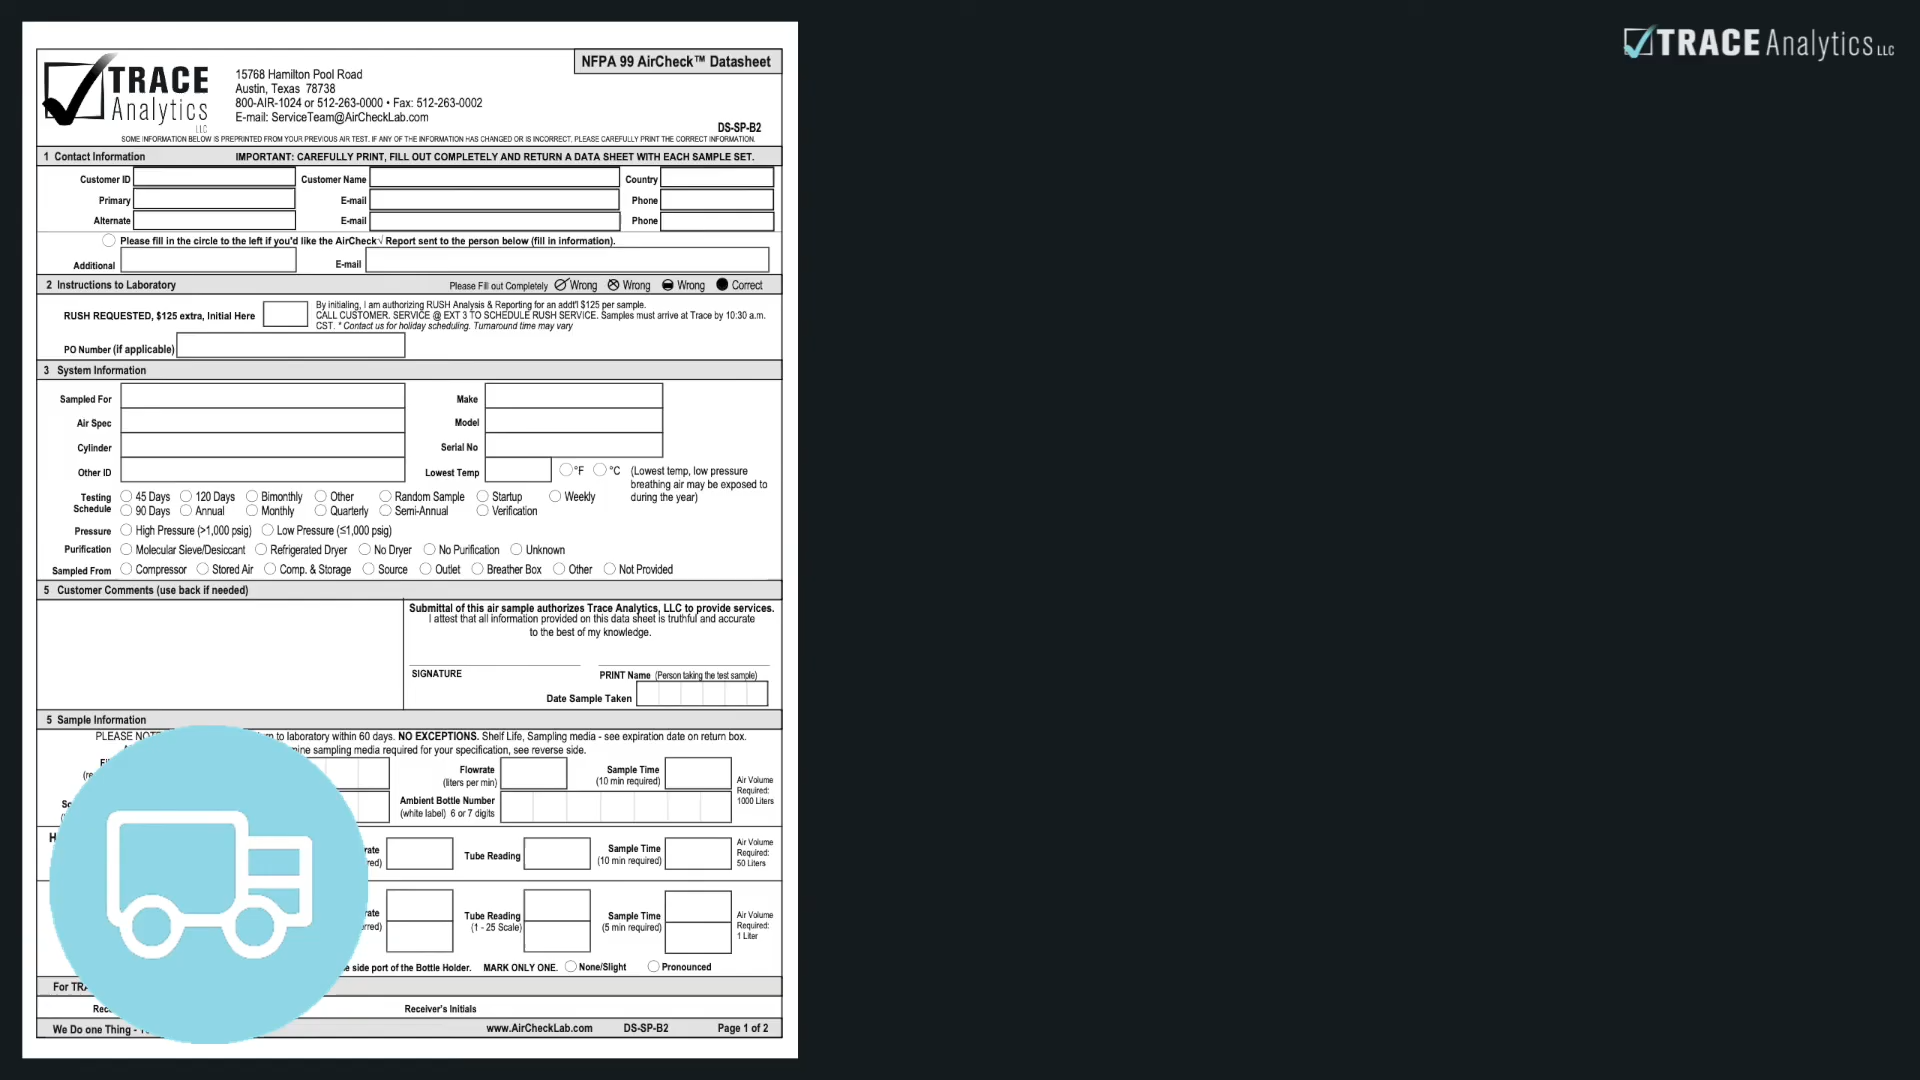 TRACE Analytics LLC
NFPA 99 AirCheck™ Datasheet
TRACE
Analytics
LLC
15768 Hamilton Pool Road
Austin, Texas 78738
800-AIR-1024 or 512-263-0000 • Fax: 512-263-0002
E-mail: ServiceTeam@AirCheckLab.com
DS-SP-B2
SOME INFORMATION BELOW IS PREPRINTED FROM YOUR PREVIOUS AIR TEST. IF ANY OF THE INFORMATION HAS CHANGED OR IS INCORRECT, PLEASE CAREFULLY PRINT THE CORRECT INFORMATION.
1 Contact Information IMPORTANT: CAREFULLY PRINT, FILL OUT COMPLETELY AND RETURN A DATA SHEET WITH EACH SAMPLE SET.
Customer ID Customer Name Country
Primary E-mail Phone
Alternate E-mail Phone
Please fill in the circle to the left if you'd like the AirCheck√ Report sent to the person below (fill in information).
Additional E-mail
2 Instructions to Laboratory Please Fill out Completely Wrong Wrong Wrong Correct
RUSH REQUESTED, $125 extra, Initial Here
By initialing, I am authorizing RUSH Analysis & Reporting for an addt'l $125 per sample.
CALL CUSTOMER. SERVICE @ EXT 3 TO SCHEDULE RUSH SERVICE. Samples must arrive at Trace by 10:30 a.m.
CST. * Contact us for holiday scheduling. Turnaround time may vary
PO Number (if applicable)
3 System Information
Sampled For Make
Air Spec Model
Cylinder Serial No
Other ID Lowest Temp °F °C (Lowest temp, low pressure
breathing air may be exposed to
during the year)
Testing Schedule
45 Days 120 Days Bimonthly Other Random Sample Startup Weekly
90 Days Annual Monthly Quarterly Semi-Annual Verification
Pressure High Pressure (>1,000 psig) Low Pressure (≤1,000 psig)
Purification Molecular Sieve/Desiccant Refrigerated Dryer No Dryer No Purification Unknown
Sampled From Compressor Stored Air Comp. & Storage Source Outlet Breather Box Other Not Provided
5 Customer Comments (use back if needed)
Submittal of this air sample authorizes Trace Analytics, LLC to provide services.
I attest that all information provided on this data sheet is truthful and accurate
to the best of my knowledge.
SIGNATURE PRINT Name (Person taking the test sample)
Date Sample Taken
5 Sample Information
PLEASE to laboratory within 60 days. NO EXCEPTIONS. Shelf Life, Sampling media - see expiration date on return box.
sampling media required for your specification, see reverse side.
Flowrate Sample Time Air Volume
(liters per min) (10 min required) Required:
1000 Liters
Ambient Bottle Number
(white label) 6 or 7 digits
Tube Reading Sample Time Air Volume
(10 min required) Required:
50 Liters
Tube Reading Sample Time Air Volume
(1 - 25 Scale) (5 min required) Required:
1 Liter
side port of the Bottle Holder. MARK ONLY ONE. None/Slight Pronounced
For
Receiver's Initials
We Do one Thing - www.AirCheckLab.com DS-SP-B2 Page 1 of 2